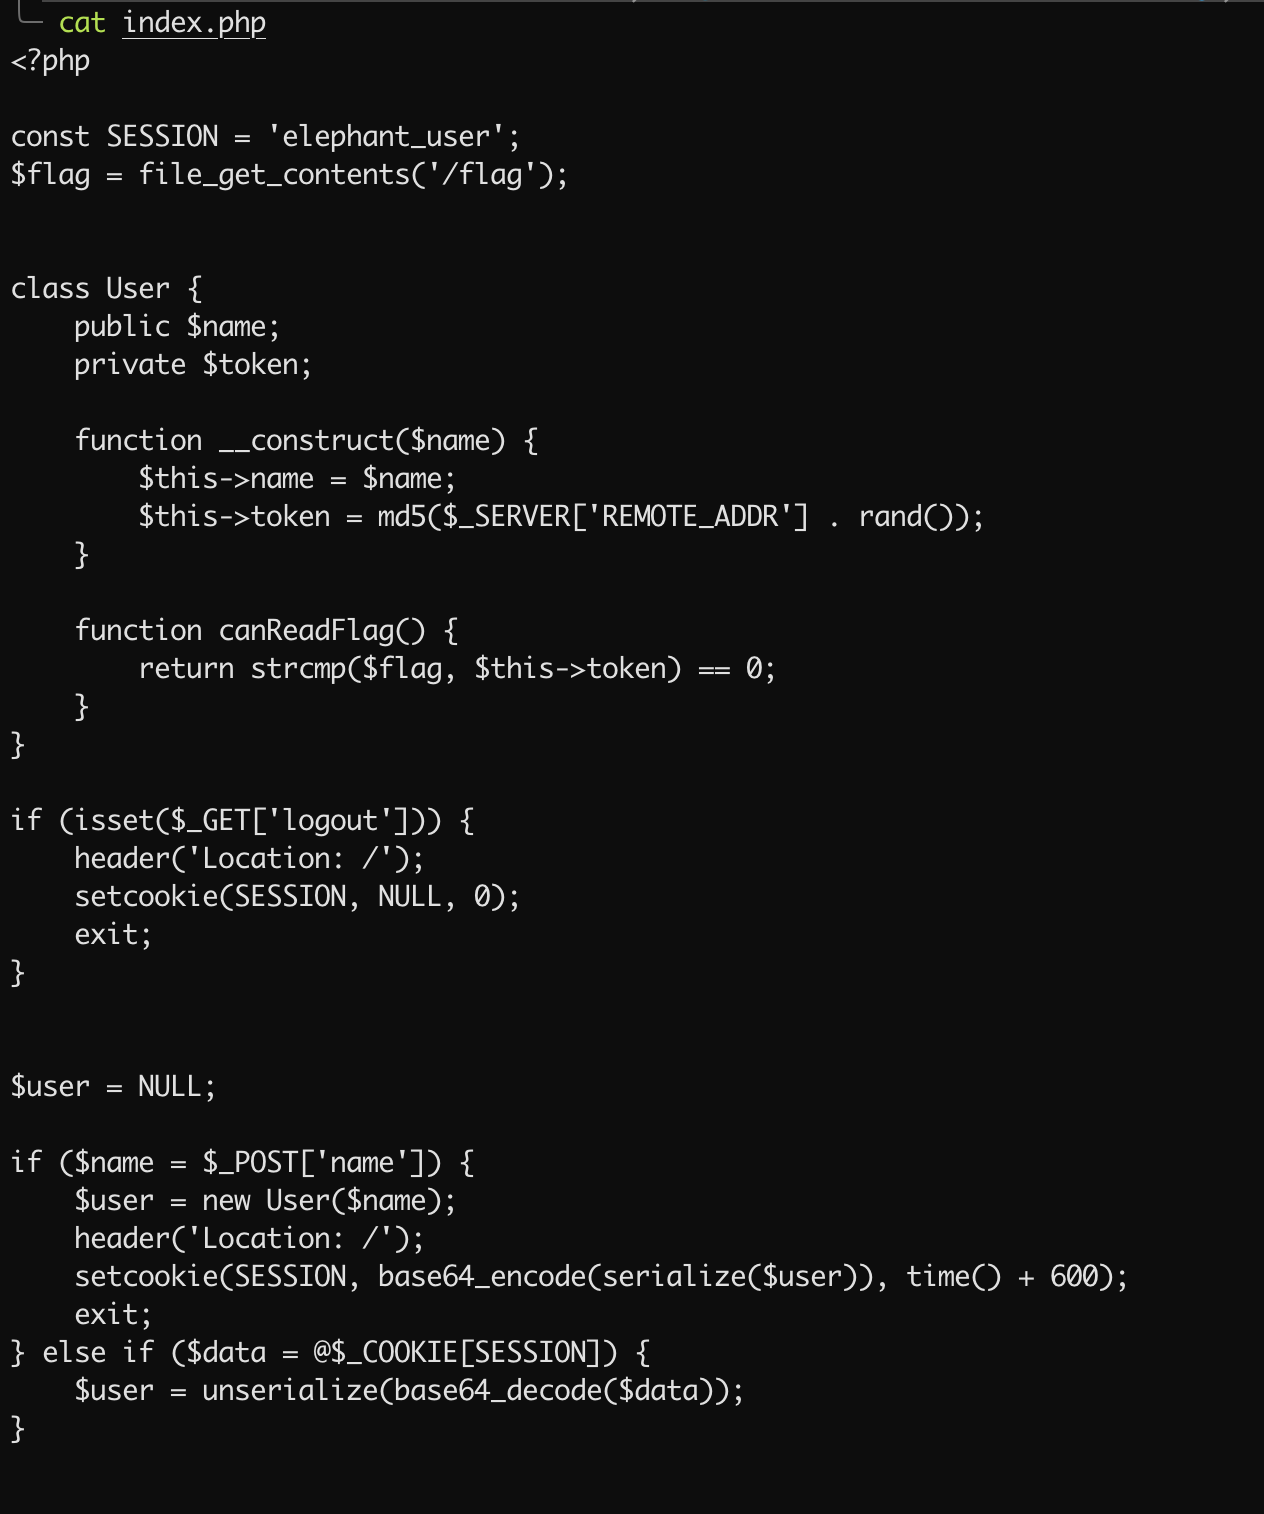 cat index.php
<?php
const SESSION = 'elephant_user';
$flag = file_get_contents('/flag');
class User {
    public $name;
    private $token;
    function __construct($name) {
        $this->name = $name;
        $this->token = md5($_SERVER['REMOTE_ADDR'] . rand());
    }
    function canReadFlag() {
        return strcmp($flag, $this->token) == 0;
    }
}
if (isset($_GET['logout'])) {
    header('Location: /');
    setcookie(SESSION, NULL, 0);
    exit;
}
$user = NULL;
if ($name = $_POST['name']) {
    $user = new User($name);
    header('Location: /');
    setcookie(SESSION, base64_encode(serialize($user)), time() + 600);
    exit;
} else if ($data = @$_COOKIE[SESSION]) {
    $user = unserialize(base64_decode($data));
}